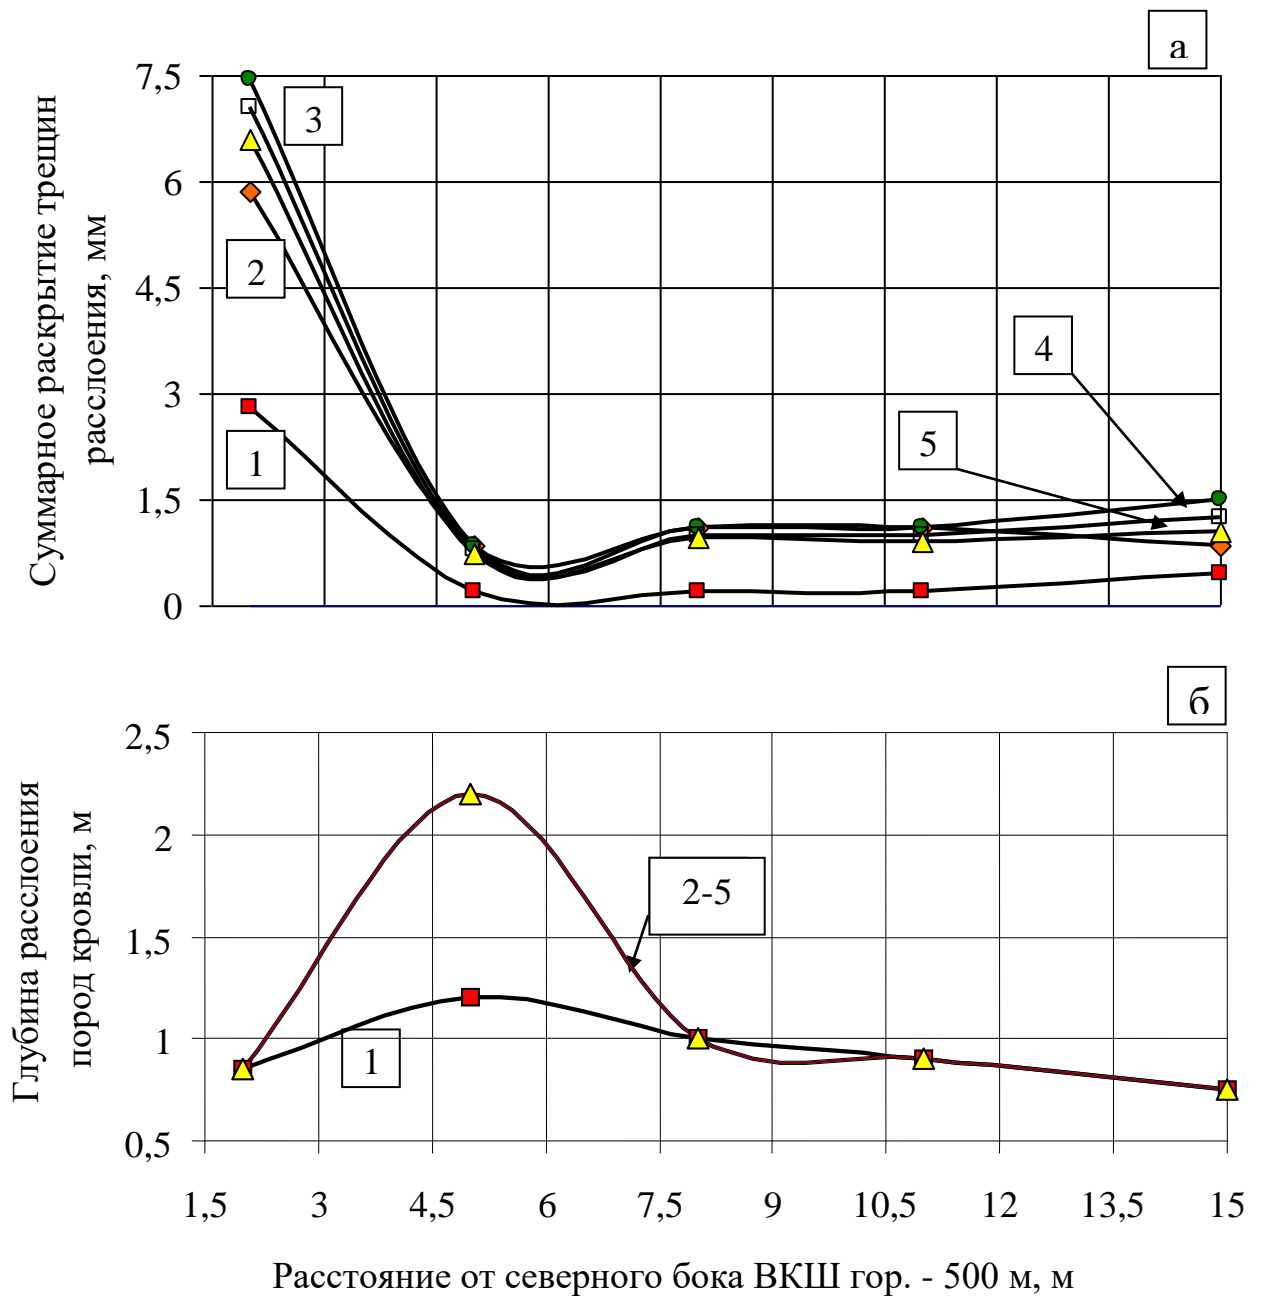 а
Суммарное раскрытие трещин
расслоения, мм
7,5
6
4,5
3
1,5
0
3
2
1
4
5
б
Глубина расслоения
пород кровли, м
2,5
2
1,5
1
0,5
2-5
1
1,5 3 4,5 6 7,5 9 10,5 12 13,5 15
Расстояние от северного бока ВКШ гор. - 500 м, м